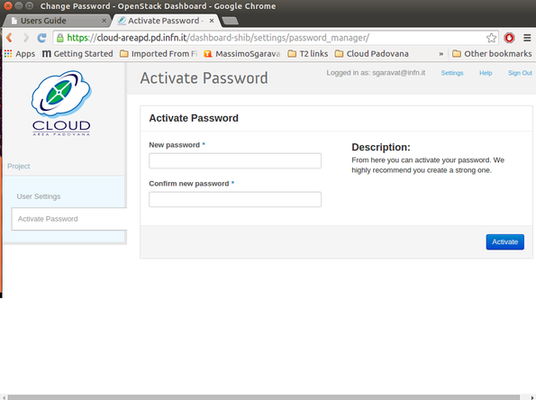 Change Password - OpenStack Dashboard - Google Chrome
Users Guide
Activate Password -
https://cloud-areapd.pd.infn.it/dashboard-shib/settings/password_manager/
Apps Getting Started Imported From Fi MassimoSgarava T2 links Cloud Padovana » Other bookmarks
CLOUD
AREA PADOVANA
Activate Password
Logged in as: sgaravat@infn.it Settings Help Sign Out
Project
User Settings
Activate Password
Activate Password
New password *
Confirm new password *
Description:
From here you can activate your password. We
highly recommend you create a strong one.
Activate